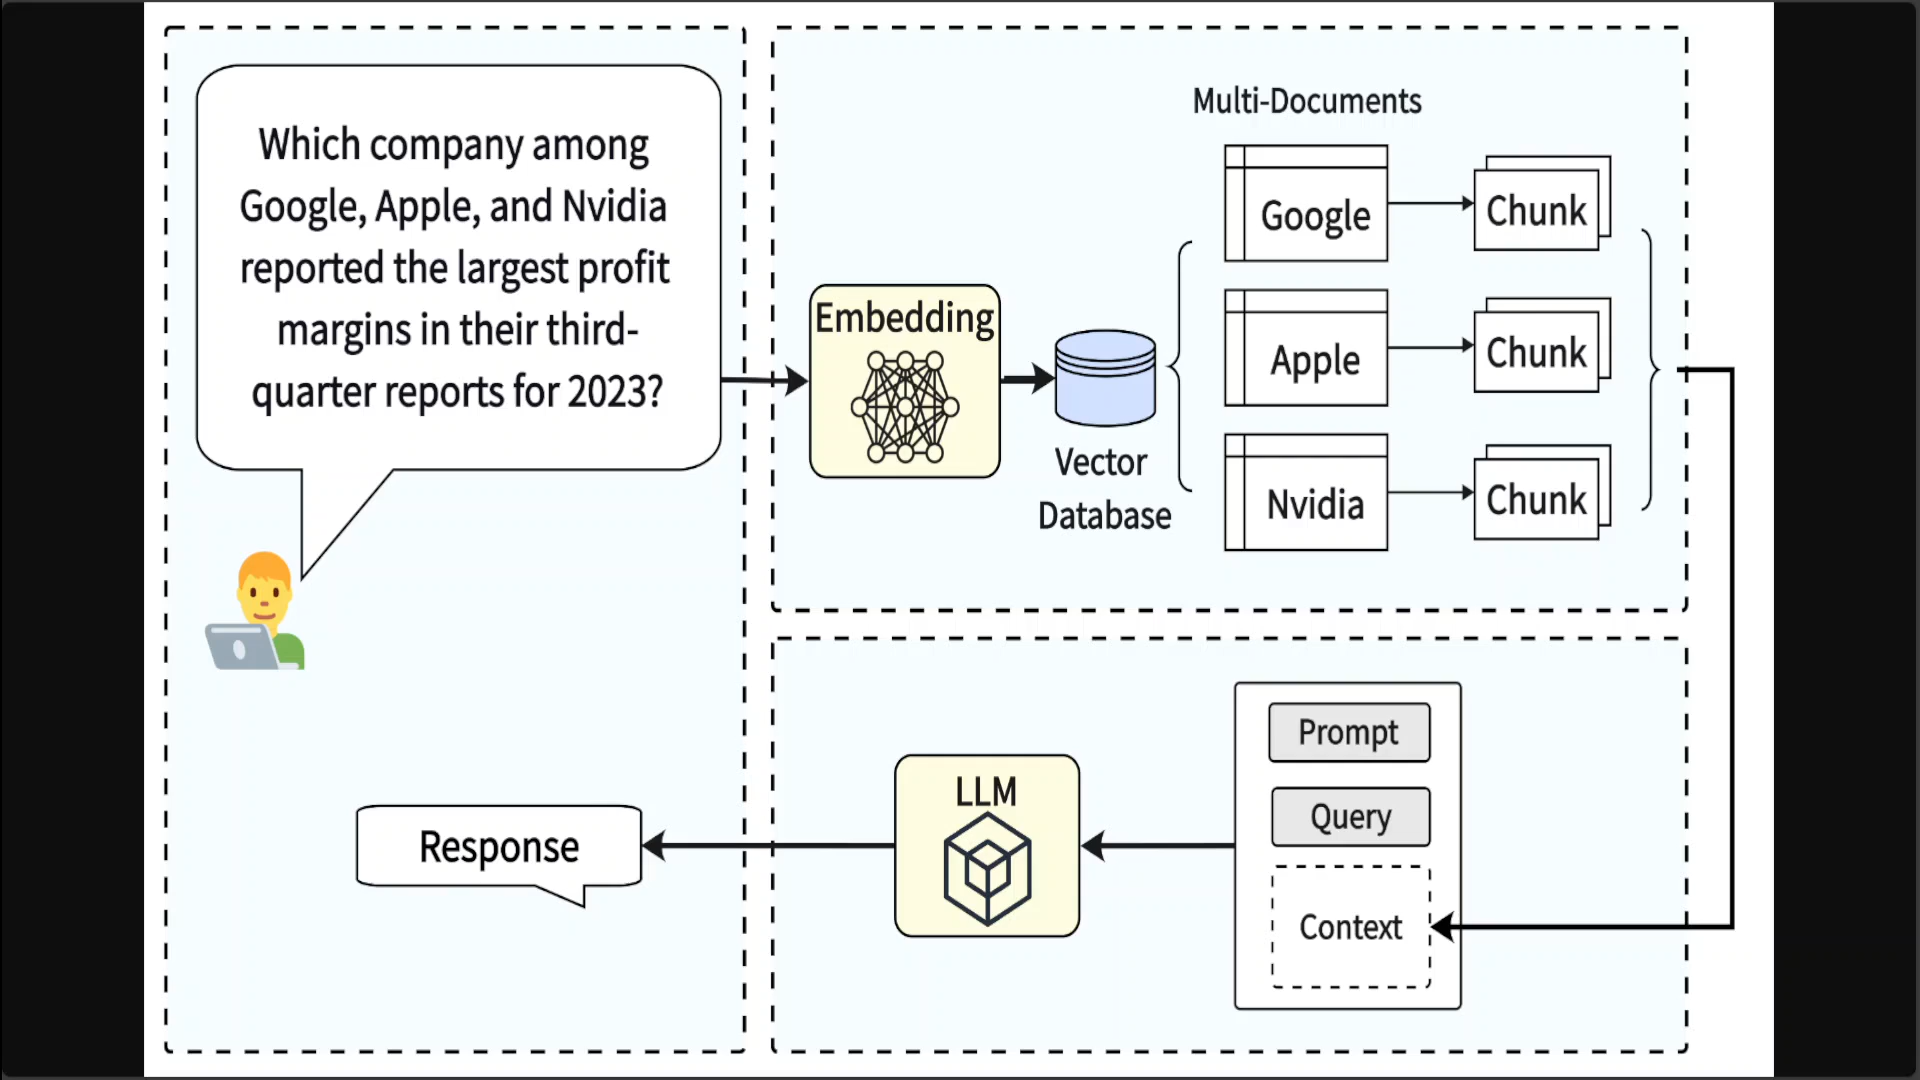 Which company among
Google, Apple, and Nvidia
reported the largest profit
margins in their third-
quarter reports for 2023?
Multi-Documents
Embedding
Vector
Database
Google
Chunk
Apple
Chunk
Nvidia
Chunk
Prompt
Query
Context
LLM
Response